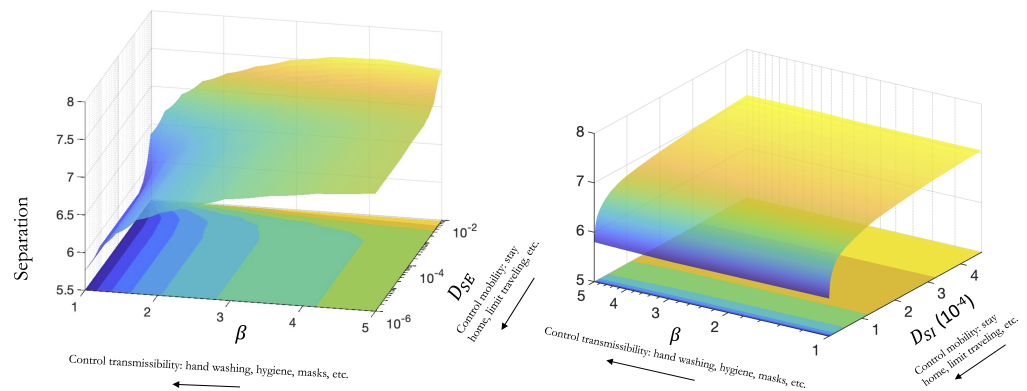 8
7.5
7
6.5
6
5.5
Separation
1
2
3
4
5
β
10-6
10-4
10-2
DSE
Control mobility: stay
home, limit traveling, etc.
Control transmissibility: hand washing, hygiene, masks, etc.
8
7
6
5
5
4
3
2
1
β
1
2
3
4
DSI (10-4)
Control mobility: stay
home, limit traveling, etc.
Control transmissibility: hand washing, hygiene, masks, etc.